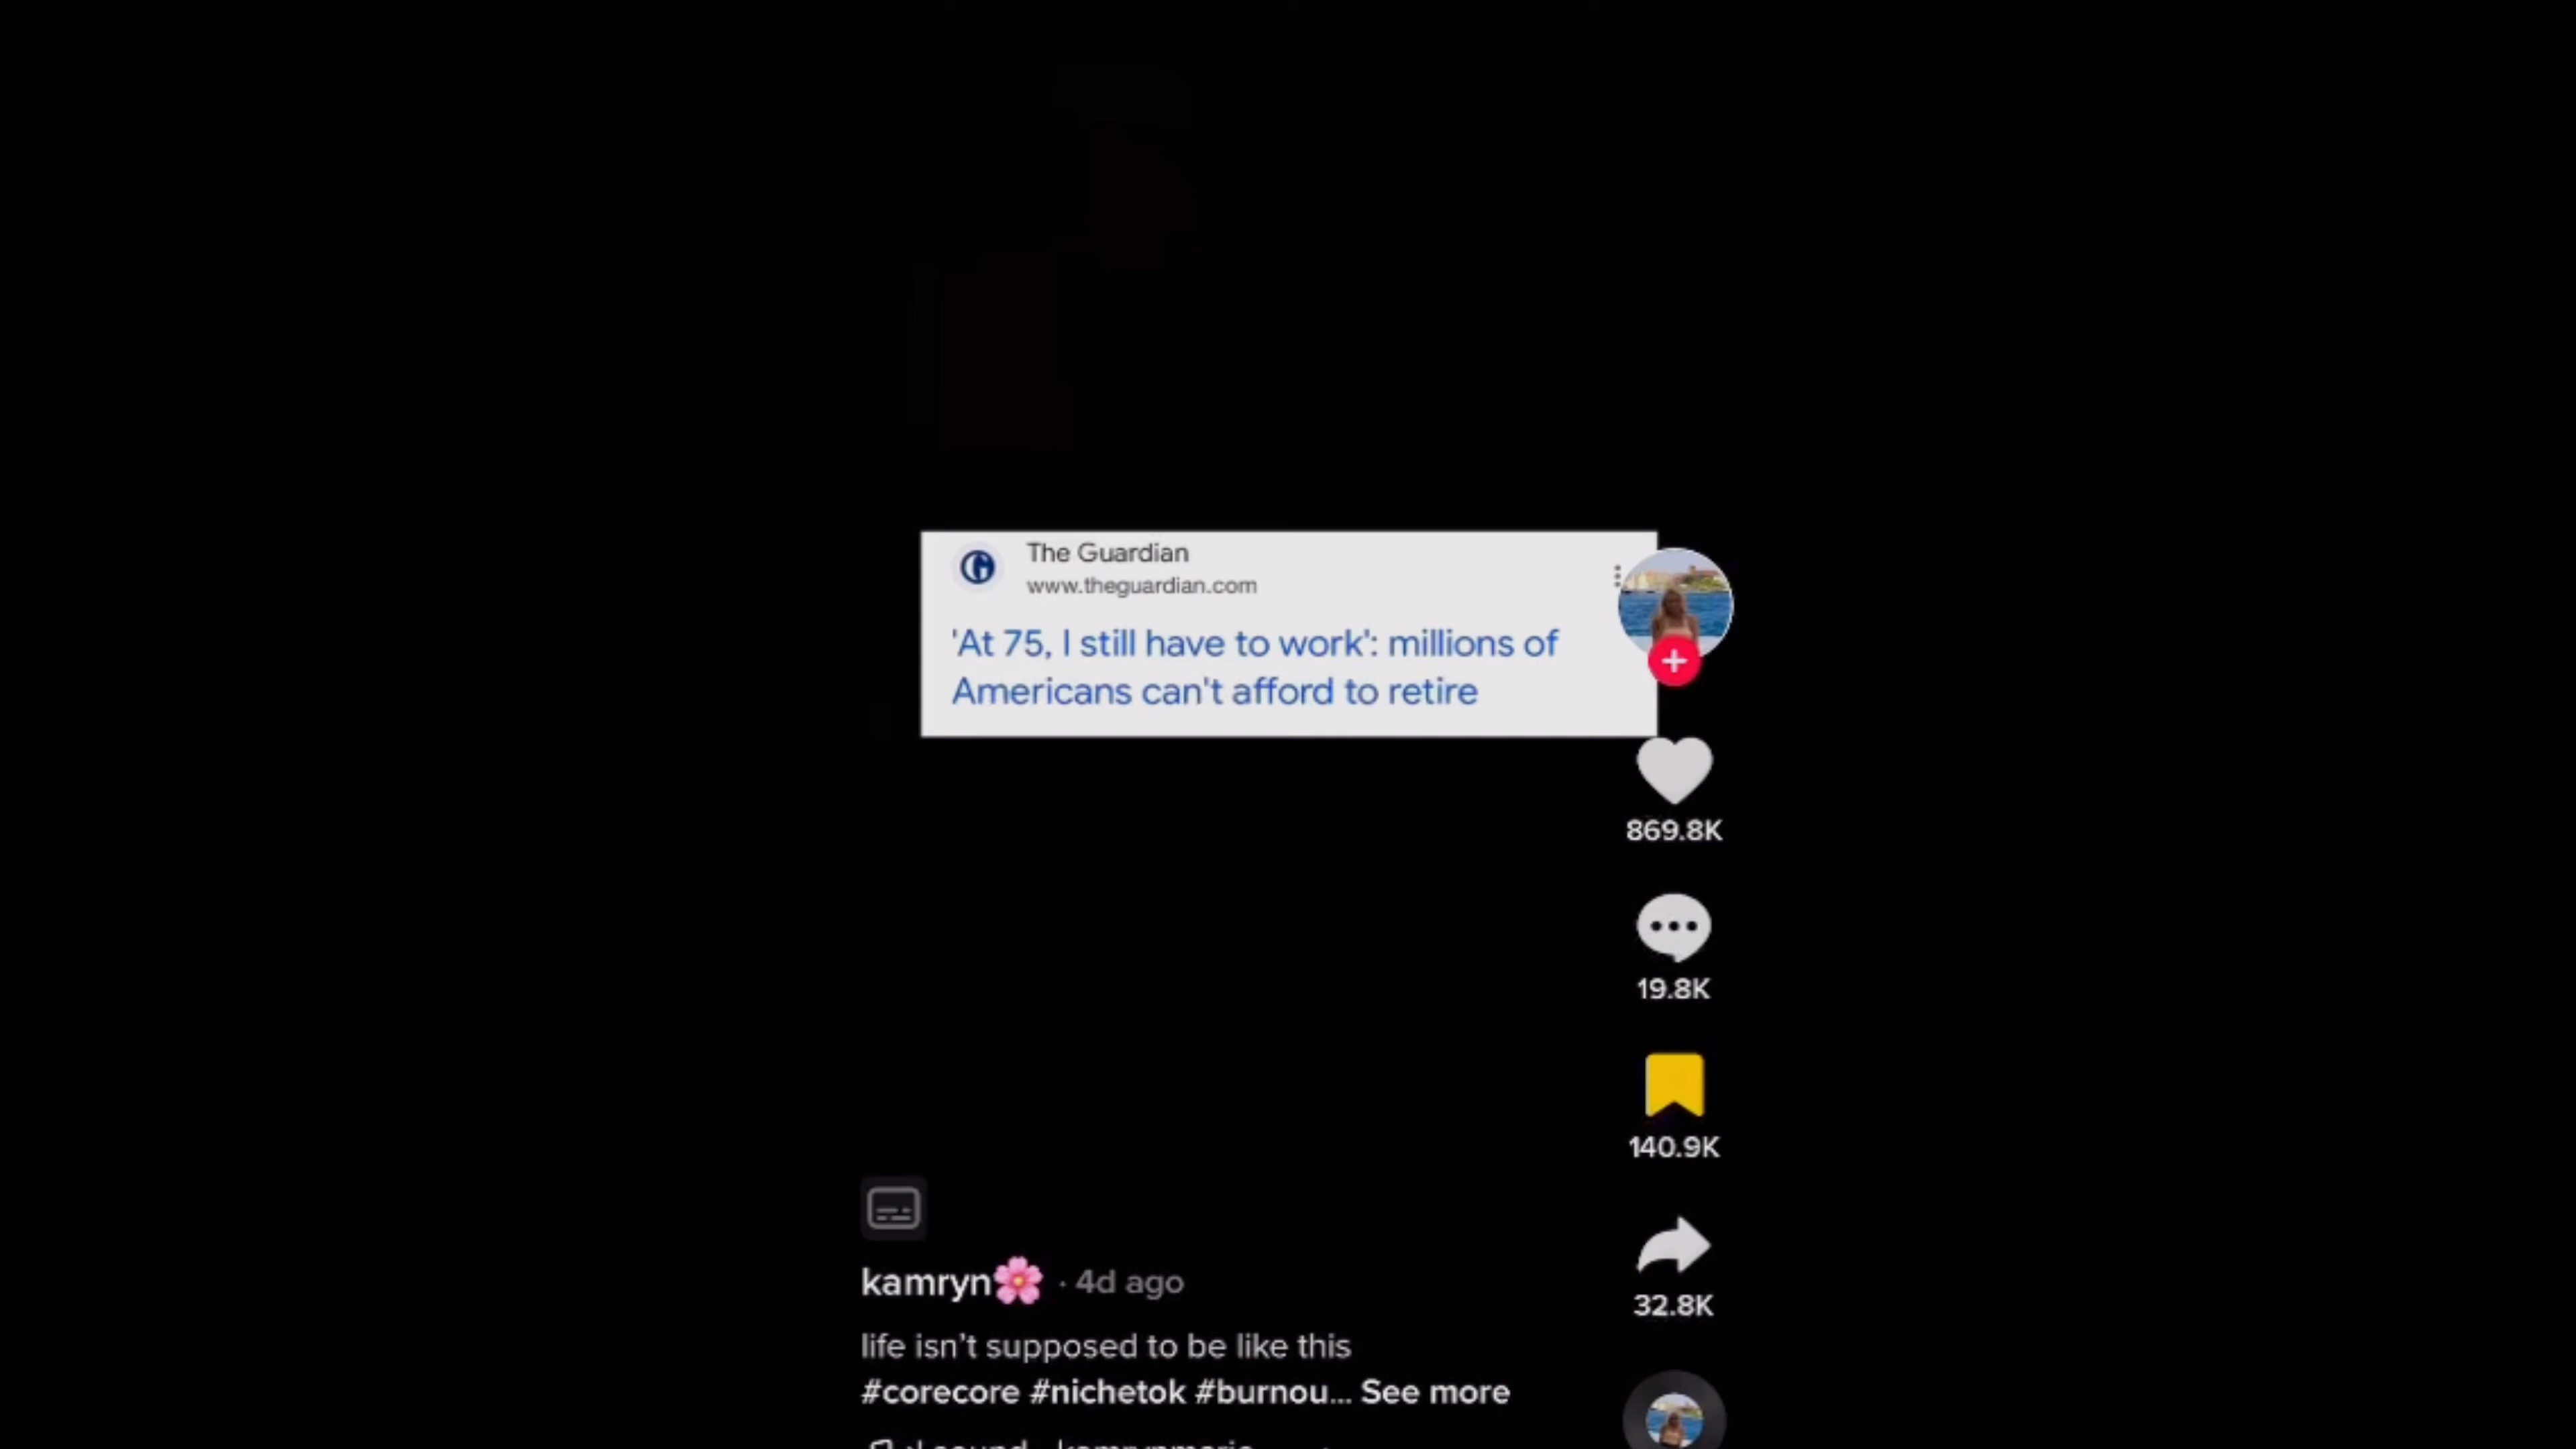 The Guardian
www.theguardian.com
'At 75, I still have to work': millions of
Americans can't afford to retire
869.8K
19.8K
140.9K
32.8K
kamryn🌸 · 4d ago
life isn't supposed to be like this
#corecore #nichetok #burnou... See more